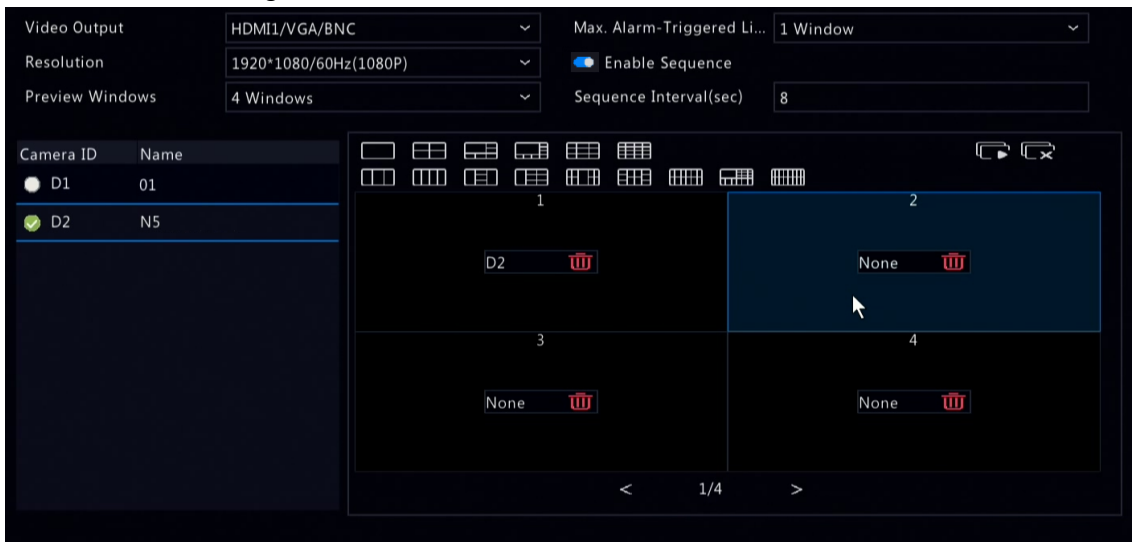 Video Output HDMI1/VGA/BNC Max. Alarm-Triggered Li... 1 Window
Resolution 1920*1080/60Hz(1080P) Enable Sequence
Preview Windows 4 Windows Sequence Interval(sec) 8
Camera ID Name
D1 01
D2 N5
1 2
D2 None
3 4
None None
< 1/4 >